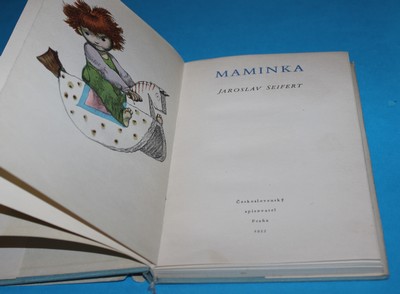 MAMINKA
JAROSLAV SEIFERT
Československý
spisovatel
Praha